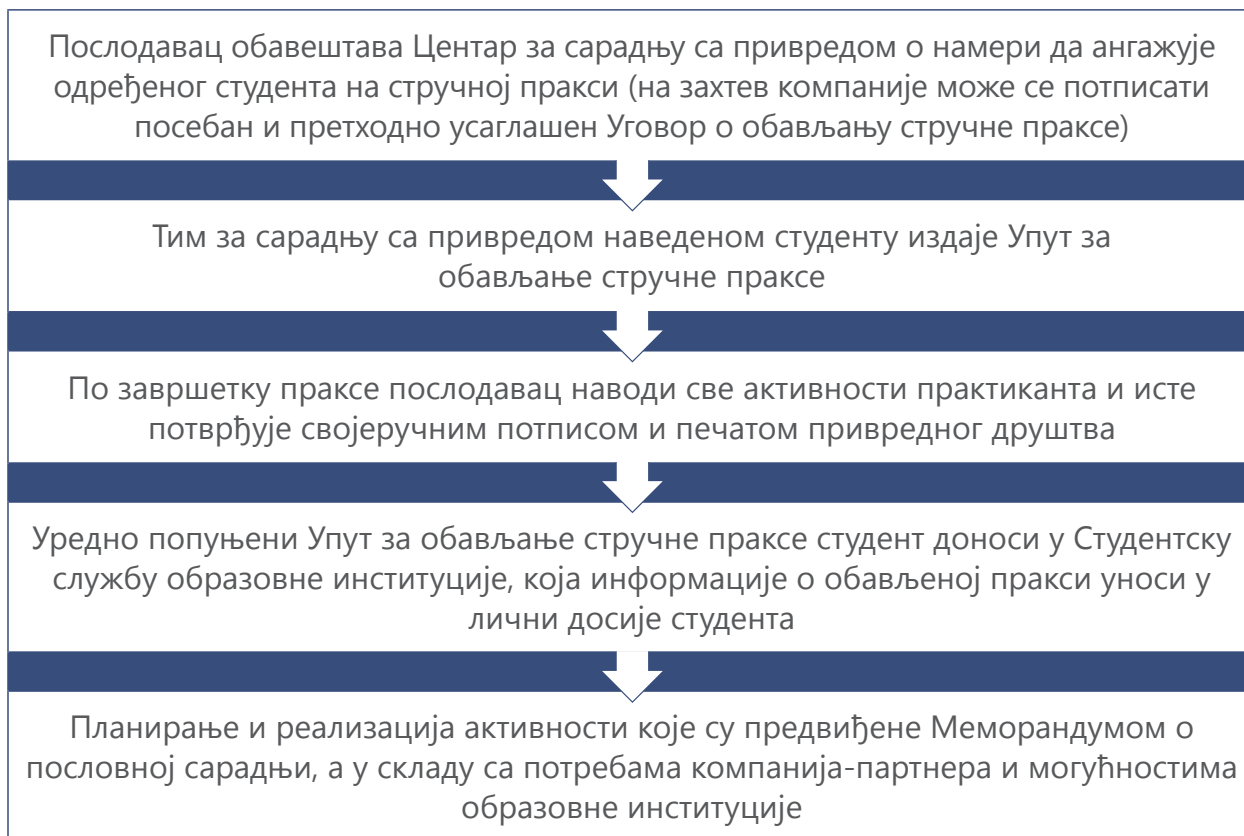 Послодавац обавештава Центар за сарадњу са привредом о намери да ангажује
одређеног студента на стручној пракси (на захтев компаније може се потписати
посебан и претходно усаглашен Уговор о обављању стручне праксе)
Тим за сарадњу са привредом наведеном студенту издаје Упут за
обављање стручне праксе
По завршетку праксе послодавац наводи све активности практиканта и исте
потврђује својеручним потписом и печатом привредног друштва
Уредно попуњени Упут за обављање стручне праксе студент доноси у Студентску
службу образовне институције, која информације о обављеној пракси уноси у
лични досије студента
Планирање и реализација активности које су предвиђене Меморандумом о
пословној сарадњи, а у складу са потребама компанија-партнера и могућностима
образовне институције